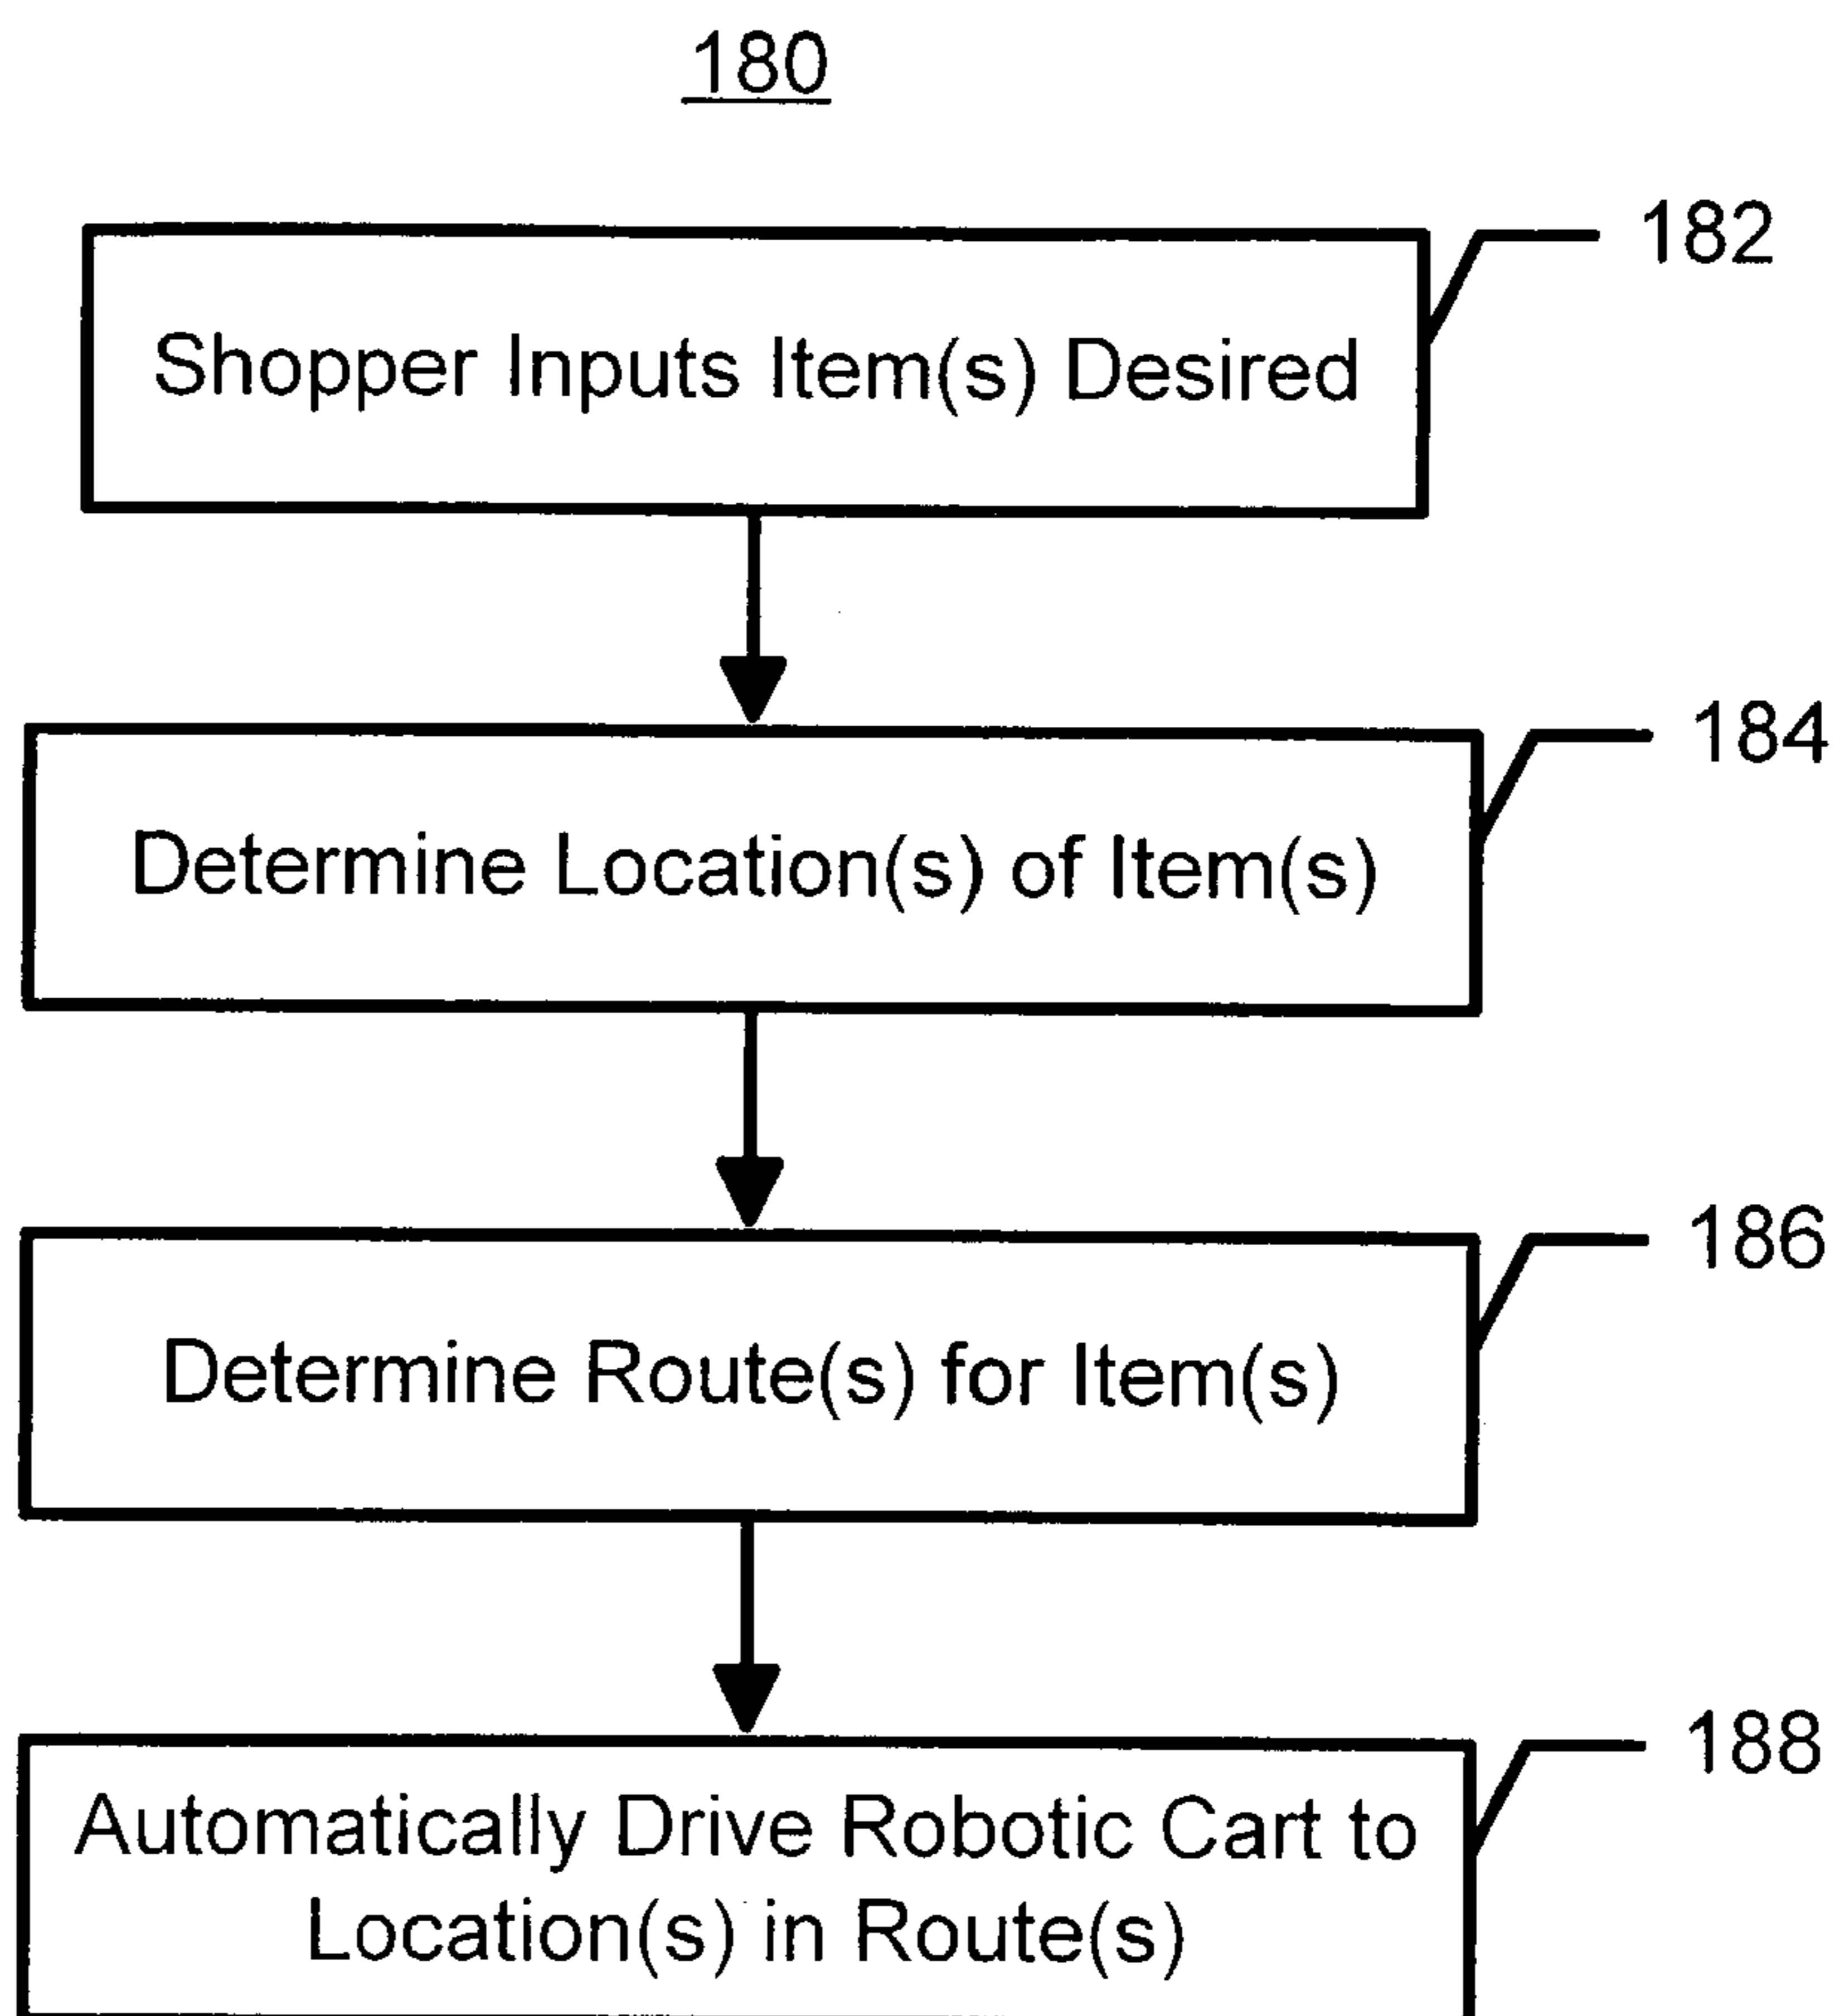 180
182
Shopper Inputs Item(s) Desired
184
Determine Location(s) of Item(s)
186
Determine Route(s) for Item(s)
188
Automatically Drive Robotic Cart to
Location(s) in Route(s)